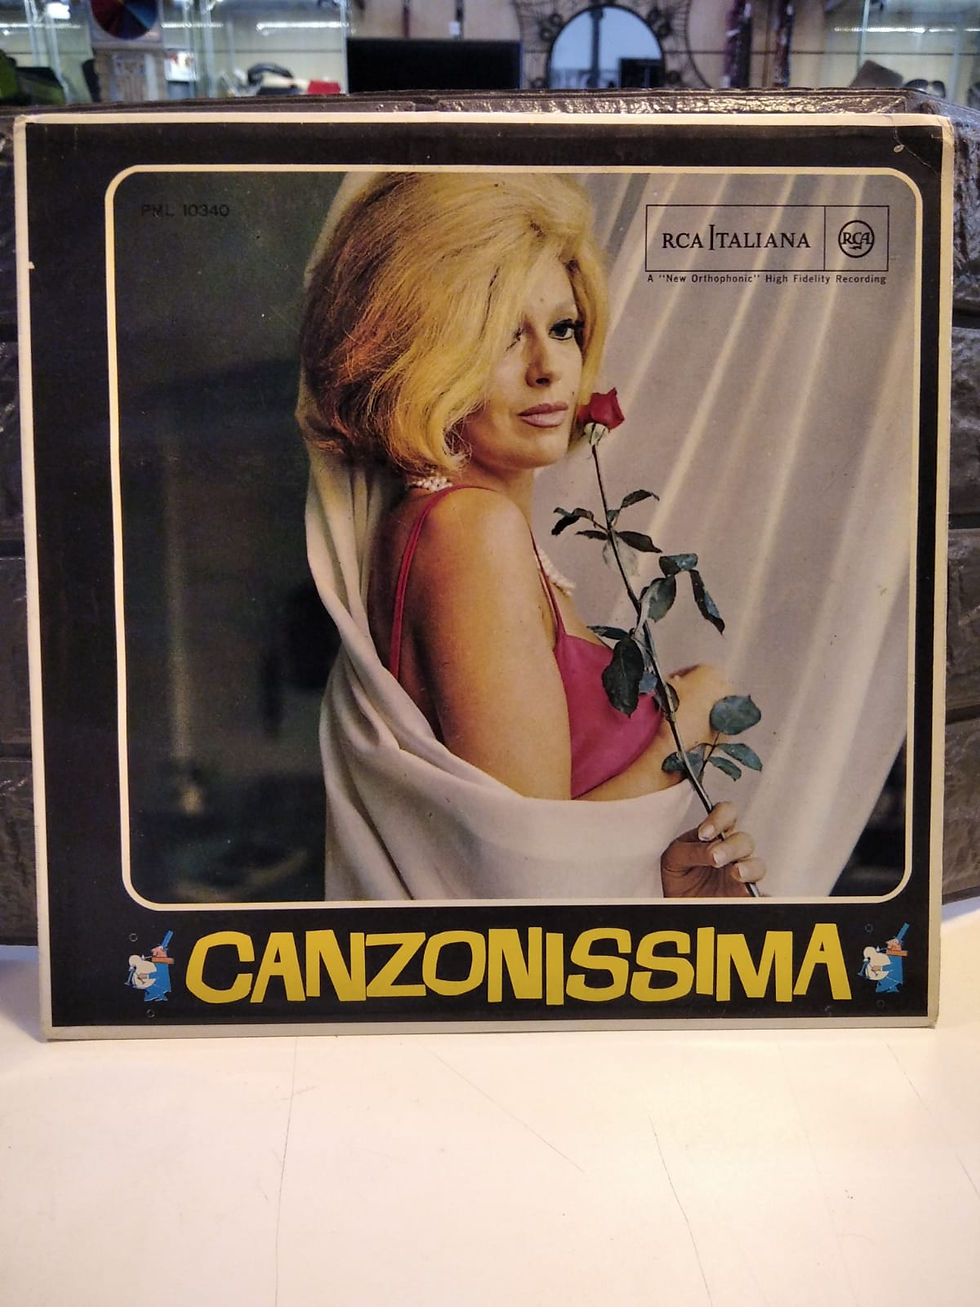 PML 10340
RCA ITALIANA
RCA
A "New Orthophonic" High Fidelity Recording
CANZONISSIMA